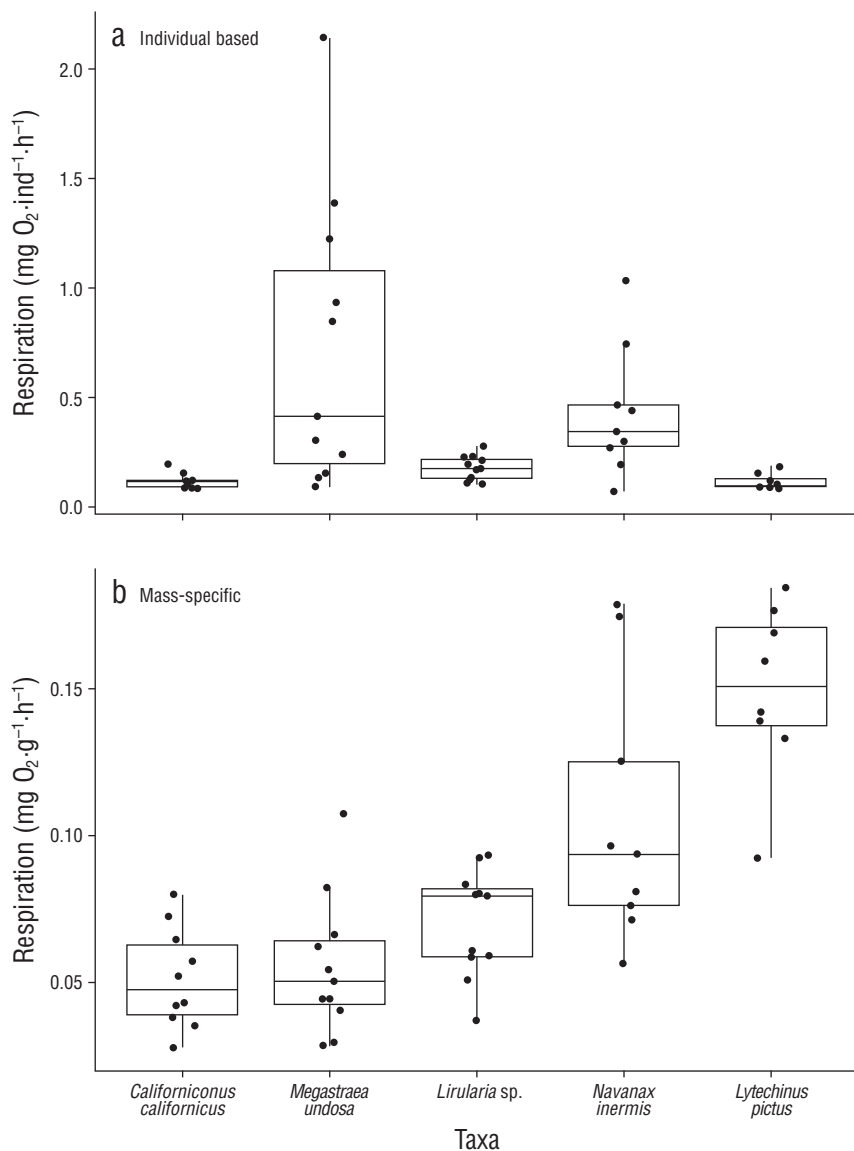 a Individual based
2.0
1.5
1.0
0.5
0.0
Respiration (mg O₂·ind⁻¹·h⁻¹)
b Mass-specific
0.15
0.10
0.05
Respiration (mg O₂·g⁻¹·h⁻¹)
Californiconus
californicus
Megastraea
undosa
Lirularia sp.
Navanax
inermis
Lytechinus
pictus
Taxa